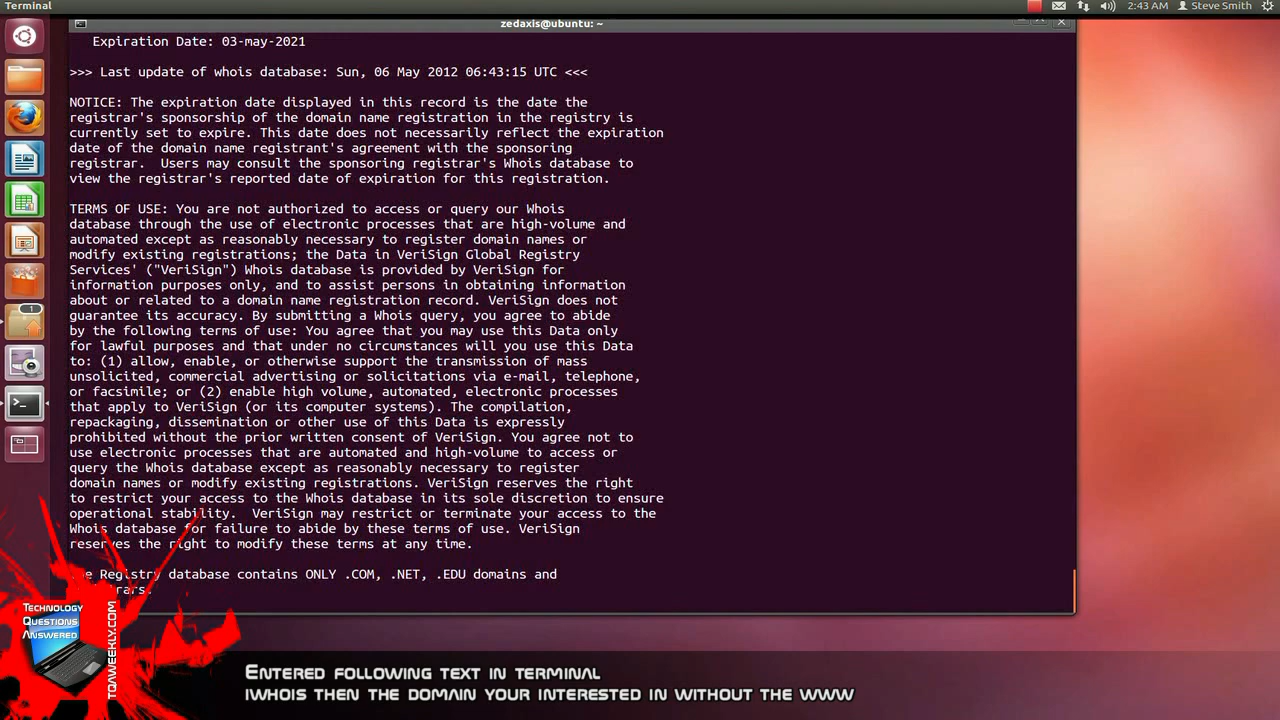 Terminal
2:43 AM
Steve Smith
zedaxis@ubuntu: ~
Expiration Date: 03-may-2021
>>> Last update of whois database: Sun, 06 May 2012 06:43:15 UTC <<<
NOTICE: The expiration date displayed in this record is the date the
registrar's sponsorship of the domain name registration in the registry is
currently set to expire. This date does not necessarily reflect the expiration
date of the domain name registrant's agreement with the sponsoring
registrar.  Users may consult the sponsoring registrar's Whois database to
view the registrar's reported date of expiration for this registration.
TERMS OF USE: You are not authorized to access or query our Whois
database through the use of electronic processes that are high-volume and
automated except as reasonably necessary to register domain names or
modify existing registrations; the Data in VeriSign Global Registry
Services' ("VeriSign") Whois database is provided by VeriSign for
information purposes only, and to assist persons in obtaining information
about or related to a domain name registration record. VeriSign does not
guarantee its accuracy. By submitting a Whois query, you agree to abide
by the following terms of use: You agree that you may use this Data only
for lawful purposes and that under no circumstances will you use this Data
to: (1) allow, enable, or otherwise support the transmission of mass
unsolicited, commercial advertising or solicitations via e-mail, telephone,
or facsimile; or (2) enable high volume, automated, electronic processes
that apply to VeriSign (or its computer systems). The compilation,
repackaging, dissemination or other use of this Data is expressly
prohibited without the prior written consent of VeriSign. You agree not to
use electronic processes that are automated and high-volume to access or
query the Whois database except as reasonably necessary to register
domain names or modify existing registrations. VeriSign reserves the right
to restrict your access to the Whois database in its sole discretion to ensure
operational stability.  VeriSign may restrict or terminate your access to the
Whois database for failure to abide by these terms of use. VeriSign
reserves the right to modify these terms at any time.
Registry database contains ONLY .COM, .NET, .EDU domains and
1
TECHNOLOGY
QUESTIONS
ANSWERED
TQAWEEKLY.COM
ENTERED FOLLOWING TEXT IN TERMINAL
IWHOIS THEN THE DOMAIN YOUR INTERESTED IN WITHOUT THE WWW